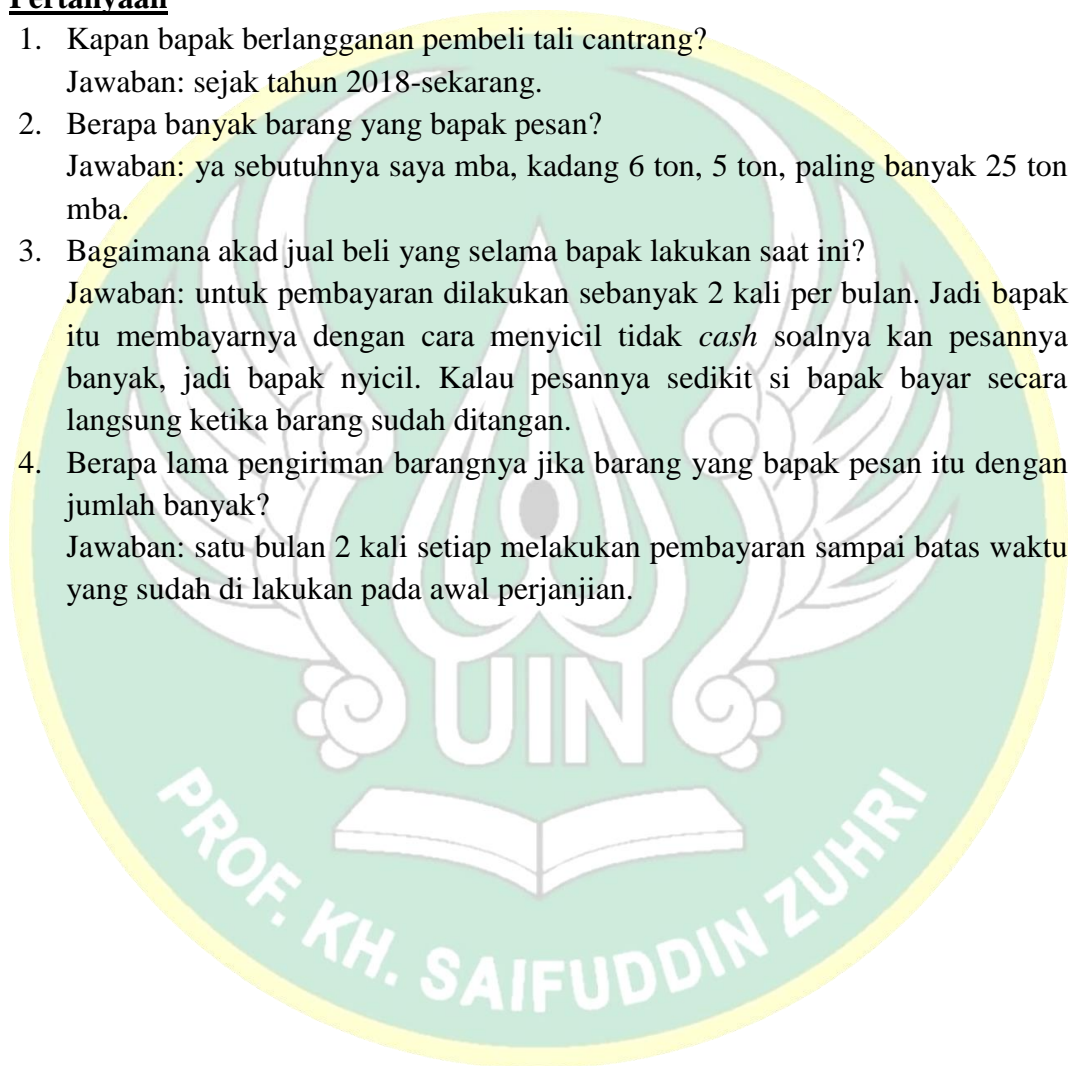 Pertanyaan
1. Kapan bapak berlangganan pembeli tali cantrang?
Jawaban: sejak tahun 2018-sekarang.
2. Berapa banyak barang yang bapak pesan?
Jawaban: ya sebutuhnya saya mba, kadang 6 ton, 5 ton, paling banyak 25 ton
mba.
3. Bagaimana akad jual beli yang selama bapak lakukan saat ini?
Jawaban: untuk pembayaran dilakukan sebanyak 2 kali per bulan. Jadi bapak
itu membayarnya dengan cara menyicil tidak cash soalnya kan pesannya
banyak, jadi bapak nyicil. Kalau pesannya sedikit si bapak bayar secara
langsung ketika barang sudah ditangan.
4. Berapa lama pengiriman barangnya jika barang yang bapak pesan itu dengan
jumlah banyak?
Jawaban: satu bulan 2 kali setiap melakukan pembayaran sampai batas waktu
yang sudah di lakukan pada awal perjanjian.
UIN
PROF. KH. SAIFUDDIN ZUHRI